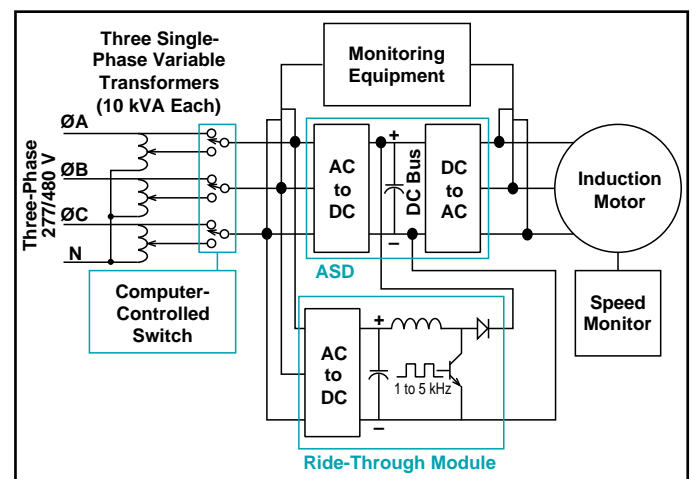 Three Single-
Phase Variable
Transformers
(10 kVA Each)
Monitoring
Equipment
Three-Phase
277/480 V
ØA
ØB
ØC
N
AC
to
DC
+
–
DC Bus
DC
to
AC
Induction
Motor
ASD
Computer-
Controlled
Switch
Speed
Monitor
AC
to
DC
+
–
1 to 5 kHz
Ride-Through Module